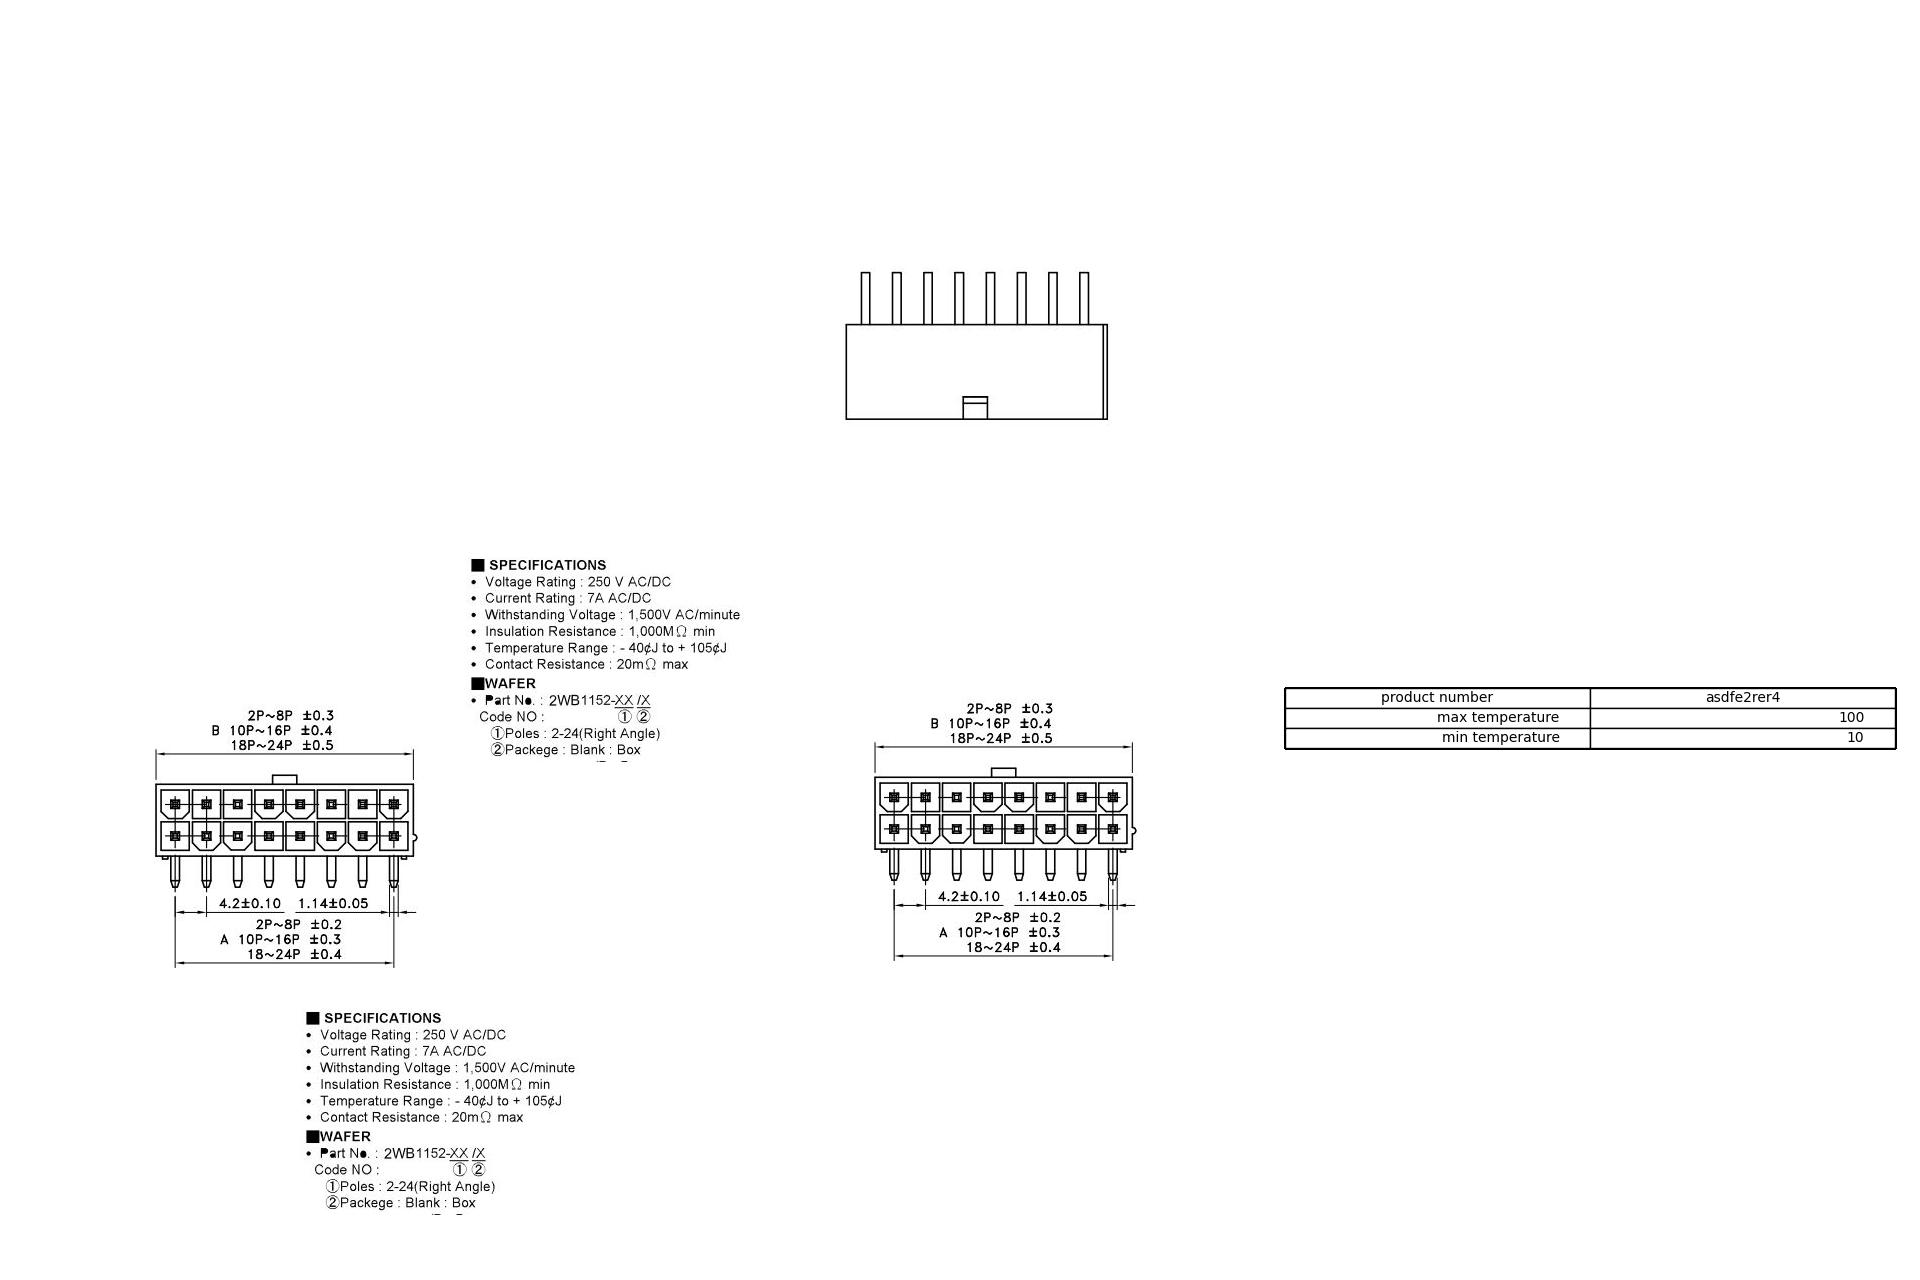 ■ SPECIFICATIONS
• Voltage Rating : 250 V AC/DC
• Current Rating : 7A AC/DC
• Withstanding Voltage : 1,500V AC/minute
• Insulation Resistance : 1,000MΩ min
• Temperature Range : - 40¢J to + 105¢J
• Contact Resistance : 20mΩ max
■WAFER
• Part No. : 2WB1152-XX /X
Code NO : ① ②
①Poles : 2-24(Right Angle)
②Packege : Blank : Box
2P~8P ±0.3
B 10P~16P ±0.4
18P~24P ±0.5
4.2±0.10 1.14±0.05
2P~8P ±0.2
A 10P~16P ±0.3
18~24P ±0.4
2P~8P ±0.3
B 10P~16P ±0.4
18P~24P ±0.5
4.2±0.10 1.14±0.05
2P~8P ±0.2
A 10P~16P ±0.3
18~24P ±0.4
product number asdfe2rer4
max temperature 100
min temperature 10
■ SPECIFICATIONS
• Voltage Rating : 250 V AC/DC
• Current Rating : 7A AC/DC
• Withstanding Voltage : 1,500V AC/minute
• Insulation Resistance : 1,000MΩ min
• Temperature Range : - 40¢J to + 105¢J
• Contact Resistance : 20mΩ max
■WAFER
• Part No. : 2WB1152-XX /X
Code NO : ① ②
①Poles : 2-24(Right Angle)
②Packege : Blank : Box